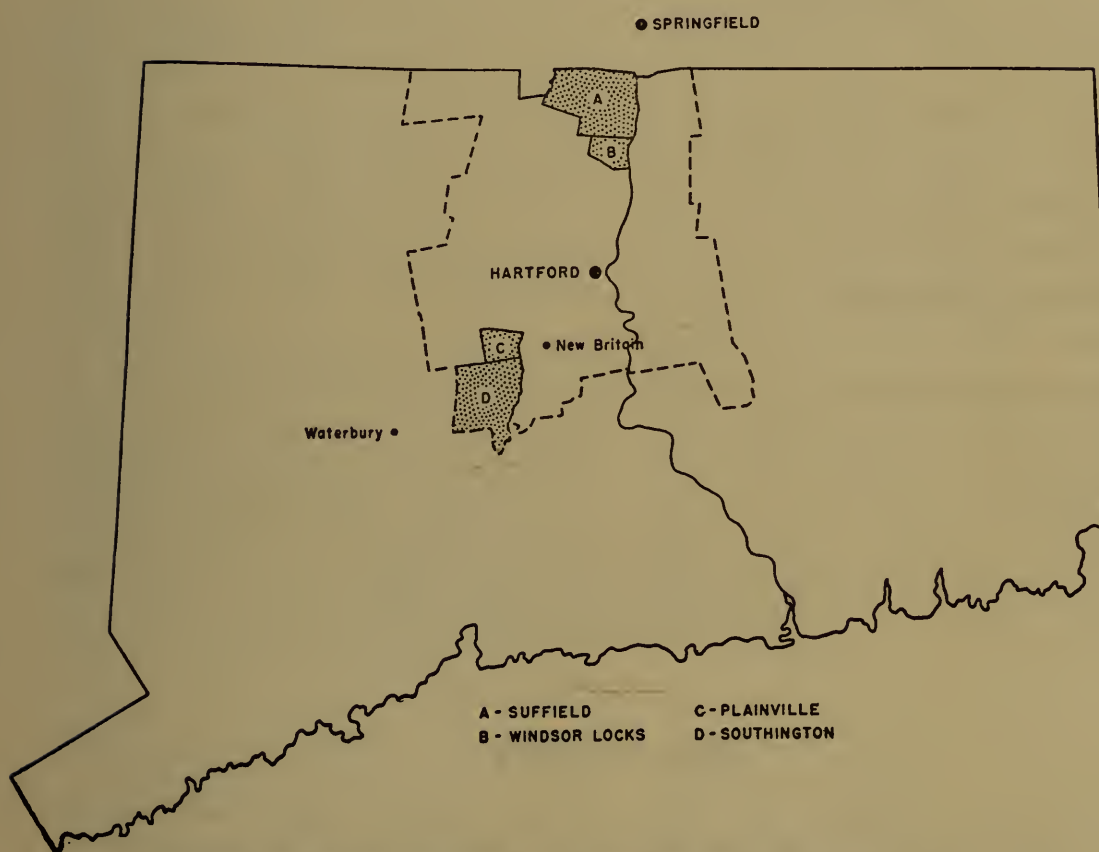 SPRINGFIELD
A
B
HARTFORD
C
New Britain
D
Waterbury
A - SUFFIELD
C - PLAINVILLE
B - WINDSOR LOCKS
D - SOUTHINGTON